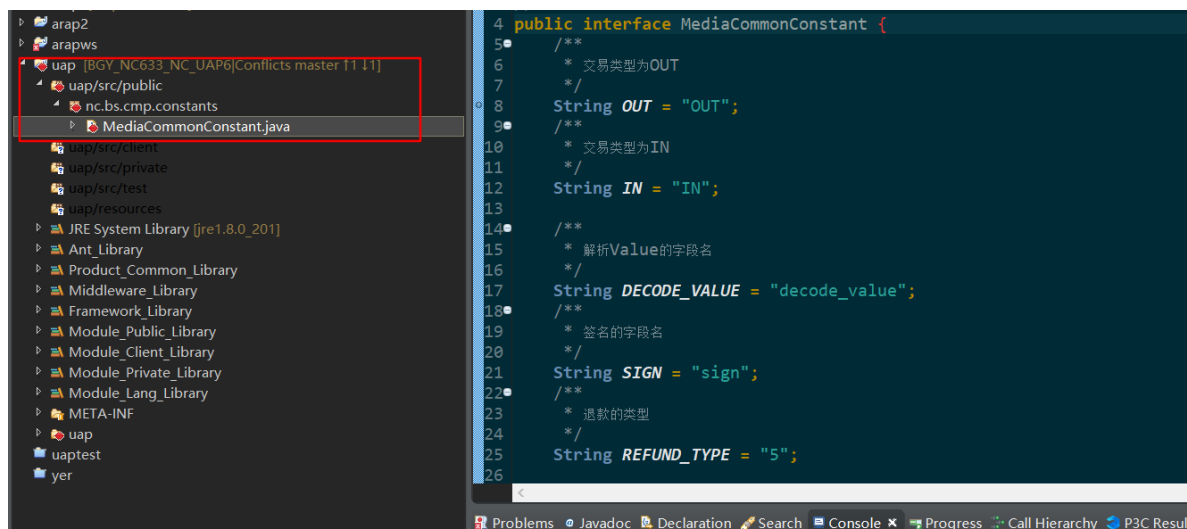 arap2
arapws
uap [BGY_NC633_NC_UAP6|Conflicts master ↑1 ↓1]
uap/src/public
nc.bs.cmp.constants
MediaCommonConstant.java
uap/src/client
uap/src/private
uap/src/test
uap/resources
JRE System Library [jre1.8.0_201]
Ant_Library
Product_Common_Library
Middleware_Library
Framework_Library
Module_Public_Library
Module_Client_Library
Module_Private_Library
Module_Lang_Library
META-INF
uap
uaptest
yer
4 public interface MediaCommonConstant {
5 /**
6 * 交易类型为OUT
7 */
8 String OUT = "OUT";
9 /**
10 * 交易类型为IN
11 */
12 String IN = "IN";
13
14 /**
15 * 解析Value的字段名
16 */
17 String DECODE_VALUE = "decode_value";
18 /**
19 * 签名的字段名
20 */
21 String SIGN = "sign";
22 /**
23 * 退款的类型
24 */
25 String REFUND_TYPE = "5";
26
Problems @ Javadoc Declaration Search Console Progress Call Hierarchy P3C Resul